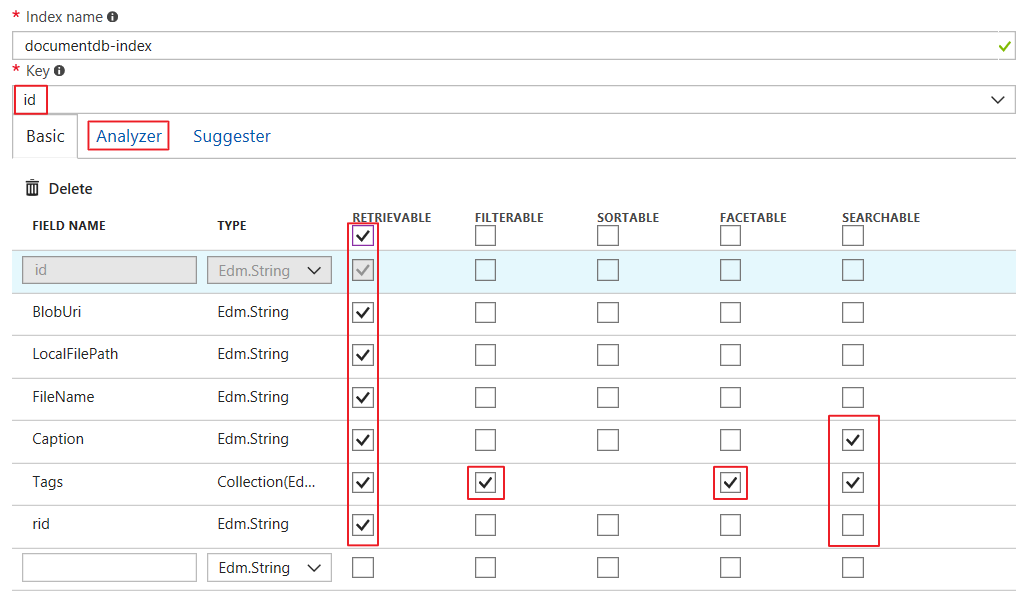 * Index name
documentdb-index
* Key
id
Basic Analyzer Suggester
Delete
FIELD NAME TYPE RETRIEVABLE FILTERABLE SORTABLE FACETABLE SEARCHABLE
id Edm.String
BlobUri Edm.String
LocalFilePath Edm.String
FileName Edm.String
Caption Edm.String
Tags Collection(Ed...
rid Edm.String
Edm.String